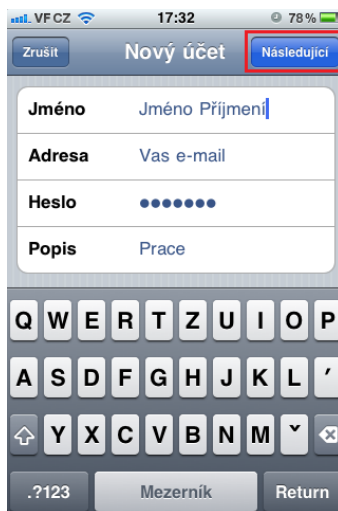 VF CZ 17:32 78%
Zrušit Nový účet Následující
Jméno Jméno Příjmení
Adresa Vas e-mail
Heslo ●●●●●●●
Popis Prace
Q W E R T Z U I O P
A S D F G H J K L ′
Y X C V B N M ˇ
.?123 Mezerník Return